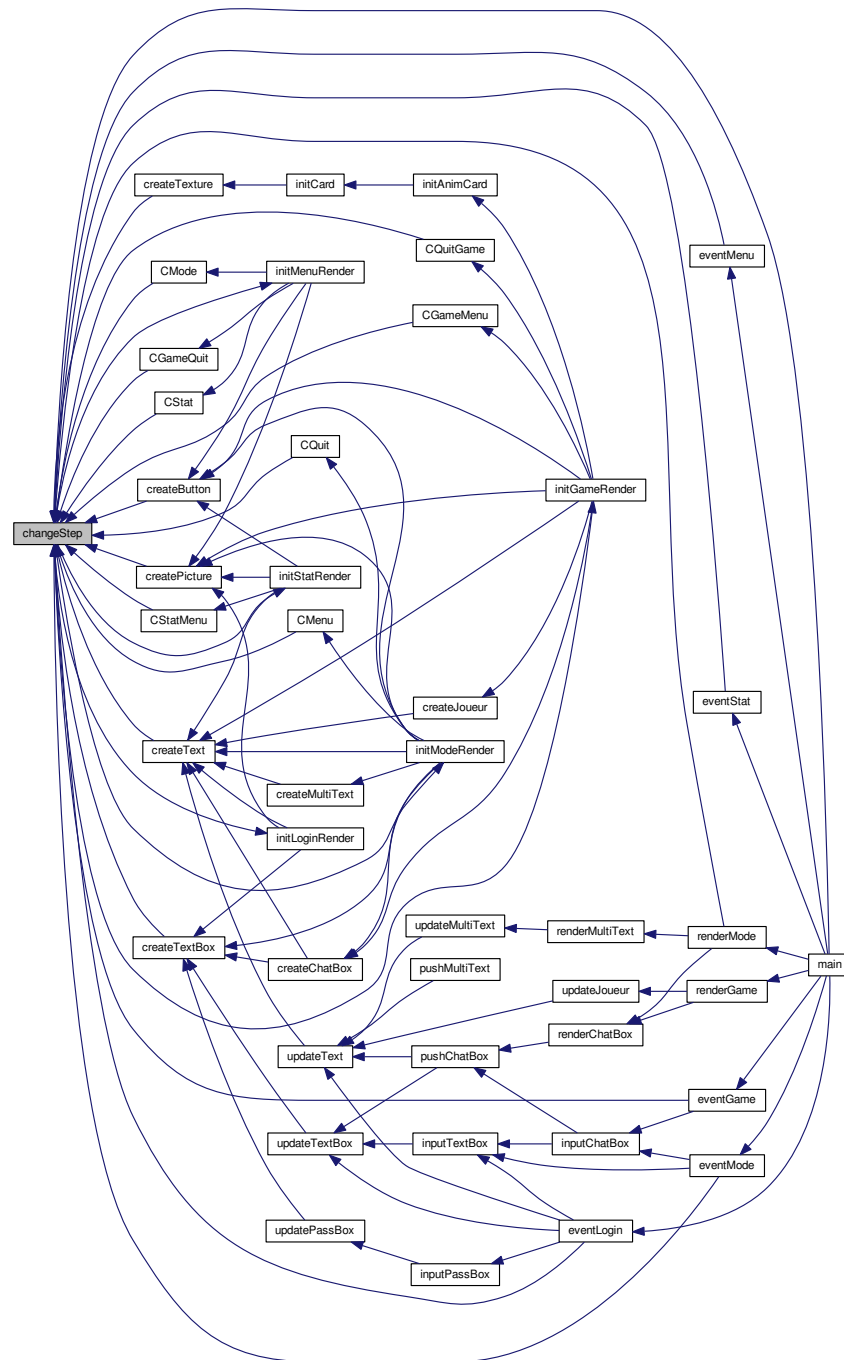 changeStep
createTexture
initCard
initAnimCard
CQuitGame
eventMenu
CMode
initMenuRender
CGameMenu
CGameQuit
CStat
CQuit
createButton
initGameRender
createPicture
initStatRender
CStatMenu
CMenu
eventStat
createJoueur
createText
initModeRender
createMultiText
initLoginRender
updateMultiText
renderMultiText
renderMode
createTextBox
createChatBox
pushMultiText
main
updateJoueur
renderGame
renderChatBox
updateText
pushChatBox
eventGame
updateTextBox
inputTextBox
inputChatBox
eventMode
updatePassBox
eventLogin
inputPassBox